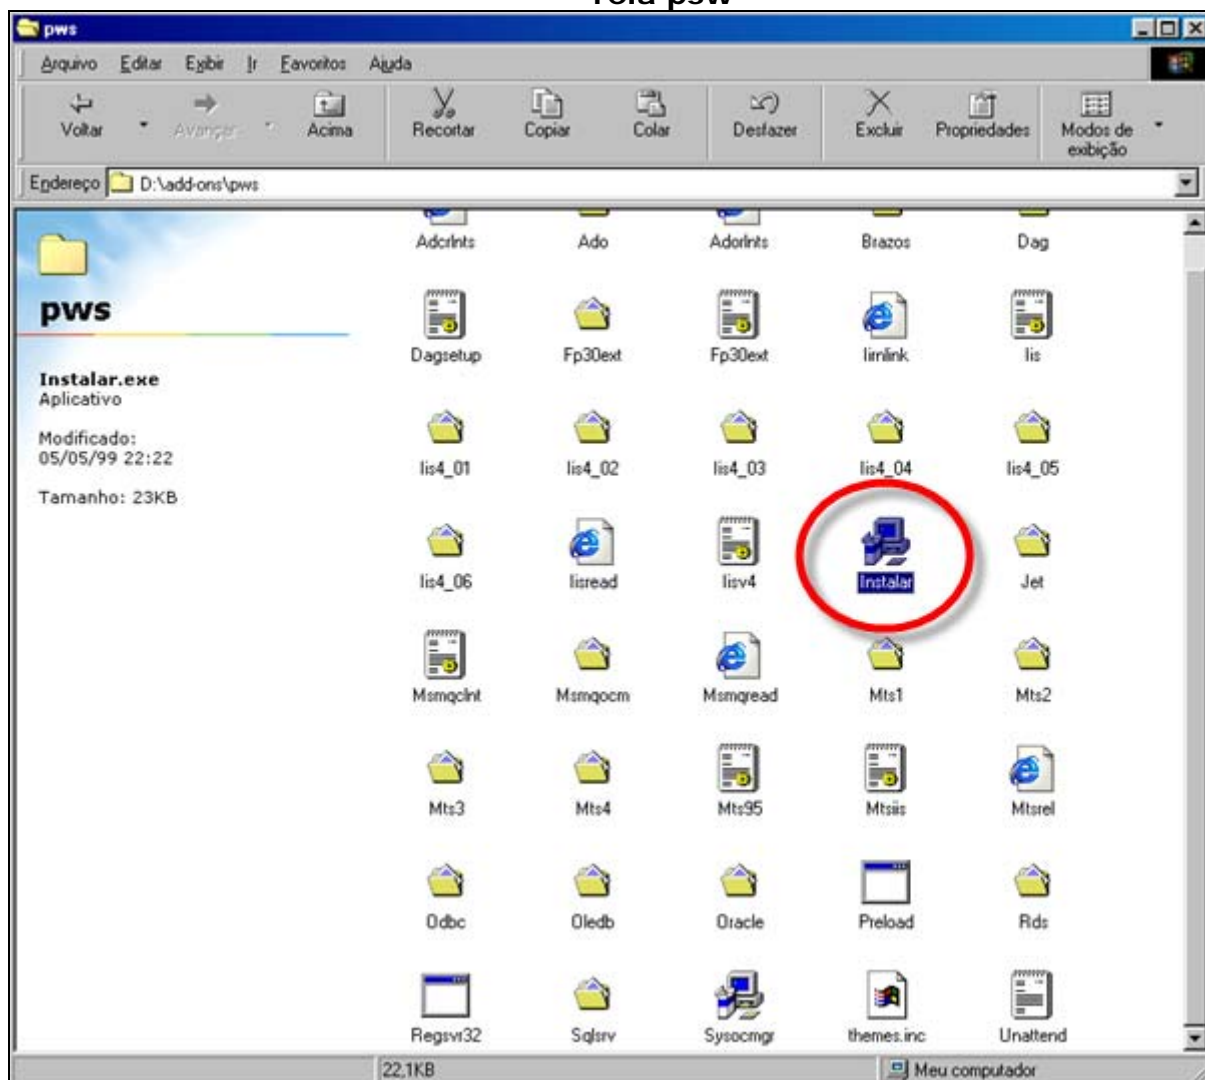 Tela psw
pws
Arquivo Editar Exibir Ir Favoritos Ajuda
Voltar Avançar Acima Recortar Copiar Colar Desfazer Excluir Propriedades Modos de
exibição
Endereço D:\add-ons\pws
pws
Instalar.exe
Aplicativo
Modificado:
05/05/99 22:22
Tamanho: 23KB
AdcrInts Ado AdorInts Brazos Dag
Dagsetup Fp30ext Fp30ext Iimlink Iis
Iis4_01 Iis4_02 Iis4_03 Iis4_04 Iis4_05
Iis4_06 Iisread Iisv4 Instalar Jet
Msmqclnt Msmqocm Msmqread Mts1 Mts2
Mts3 Mts4 Mts95 Mtsiis Mtsrel
Odbc Oledb Oracle Preload Rds
Regsvr32 Sqlsrv Sysocmgr themes.inc Unattend
22,1KB Meu computador